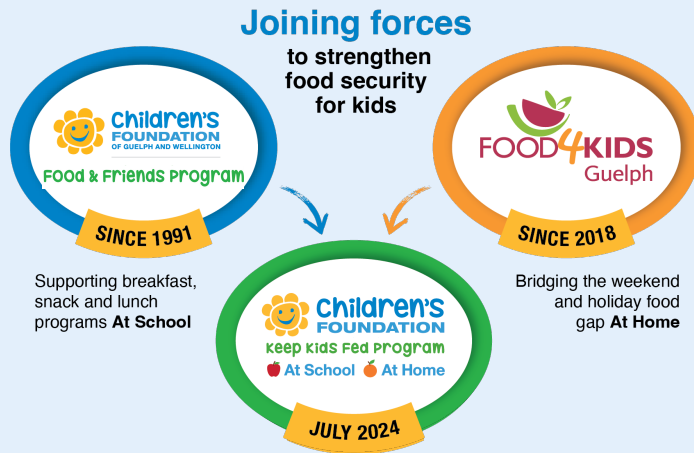 Joining forces
to strengthen
food security
for kids
Children's
FOUNDATION
OF GUELPH AND WELLINGTON
Food & Friends Program
SINCE 1991
Supporting breakfast,
snack and lunch
programs At School
FOOD4KIDS
Guelph
SINCE 2018
Bridging the weekend
and holiday food
gap At Home
Children's
FOUNDATION
Keep Kids Fed Program
At School At Home
JULY 2024